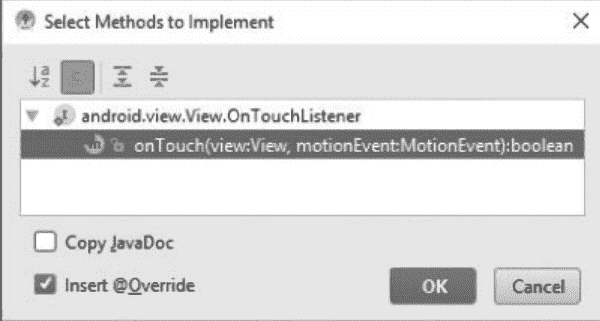 Select Methods to Implement
android.view.View.OnTouchListener
onTouch(view:View, motionEvent:MotionEvent):boolean
Copy JavaDoc
Insert @Override
OK
Cancel